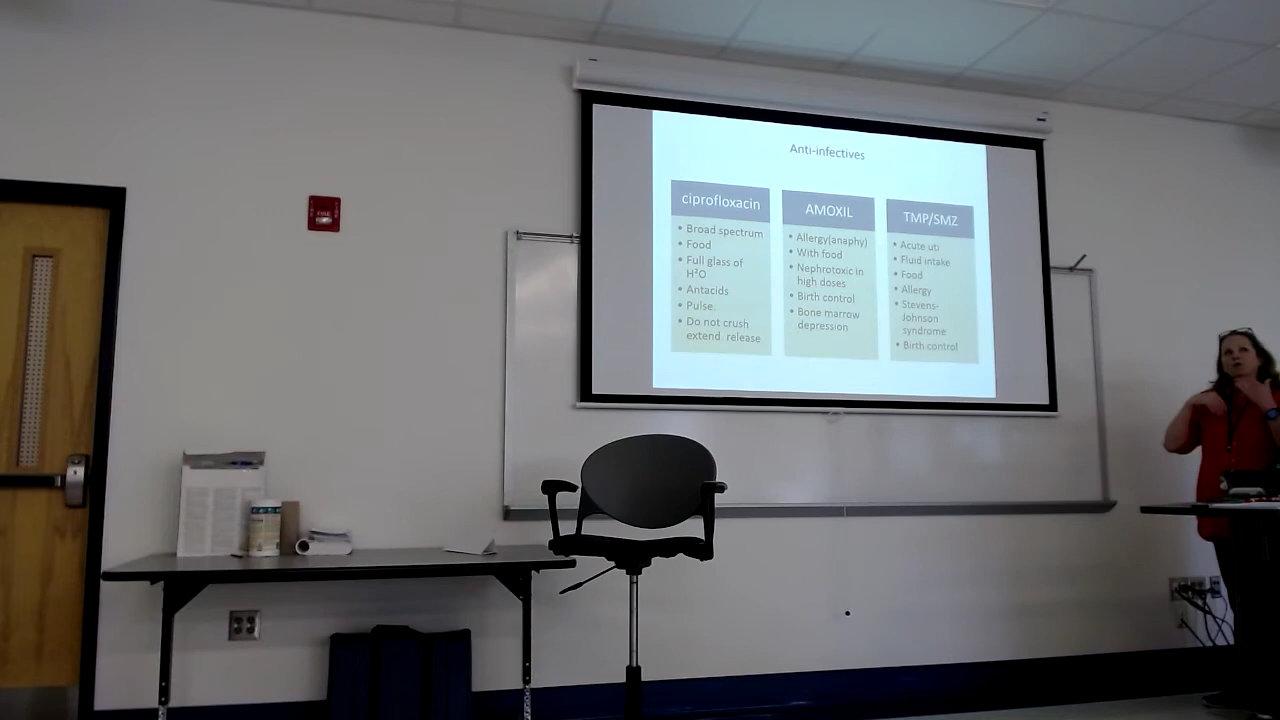 Anti-infectives
ciprofloxacin
• Broad spectrum
• Food
• Full glass of
H²O
• Antacids
• Pulse.
• Do not crush
extend. release
AMOXIL
• Allergy(anaphy)
• With food
• Nephrotoxic in
high doses
• Birth control
• Bone marrow
depression
TMP/SMZ
• Acute uti
• Fluid intake
• Food
• Allergy
• Stevens-
Johnson
syndrome
• Birth control
FIRE